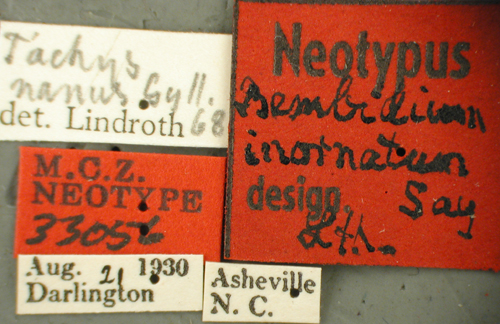 Tachys
nanus Gyll.
det. Lindroth 68
Neotypus
Bembidium
inornatum
Say
design.
Lth.
M.C.Z.
NEOTYPE
33056
Aug. 21 1930
Darlington
Asheville
N. C.